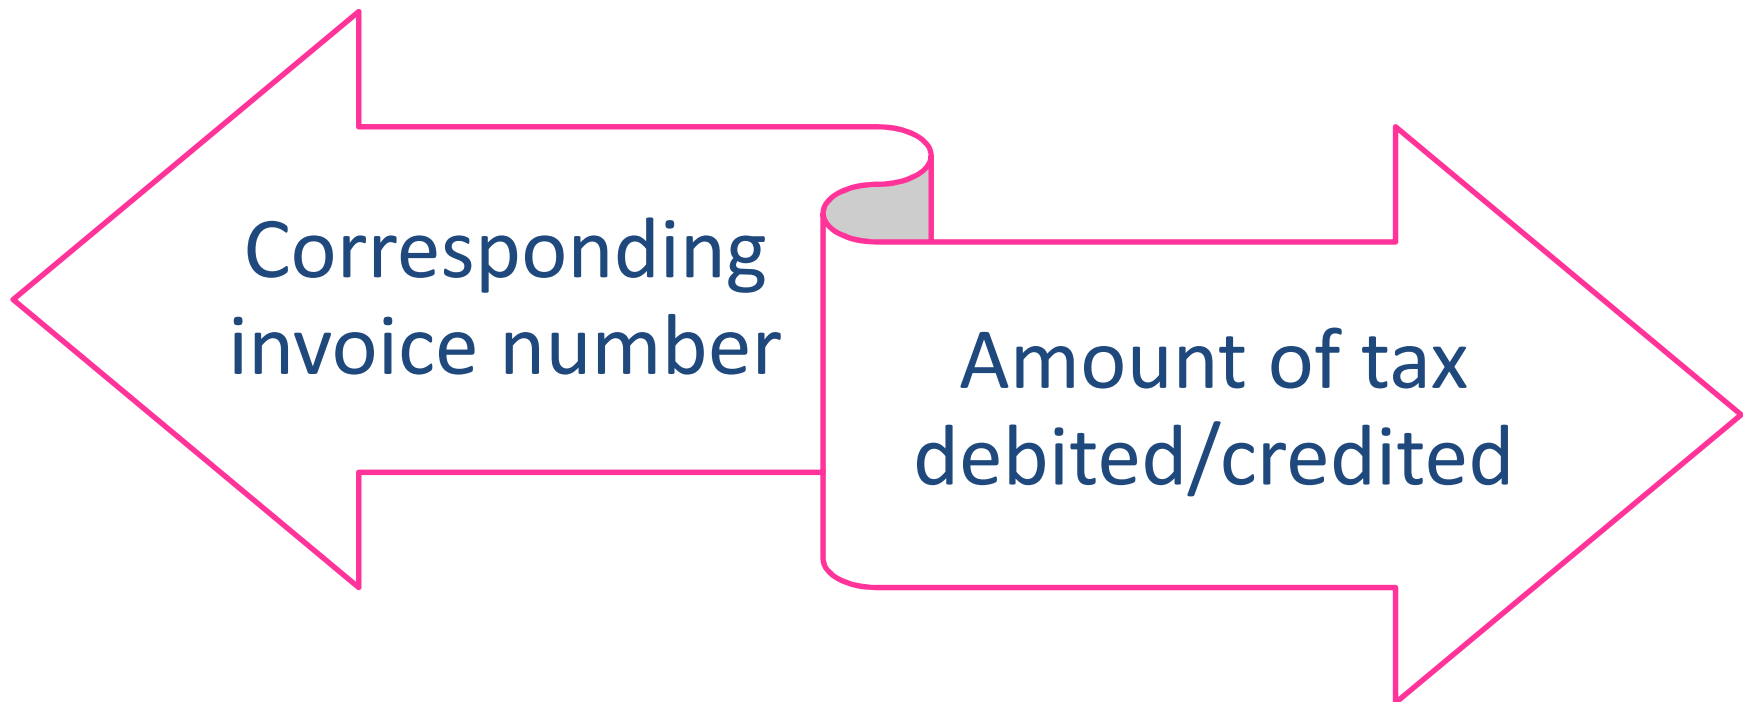 Corresponding
invoice number
Amount of tax
debited/credited